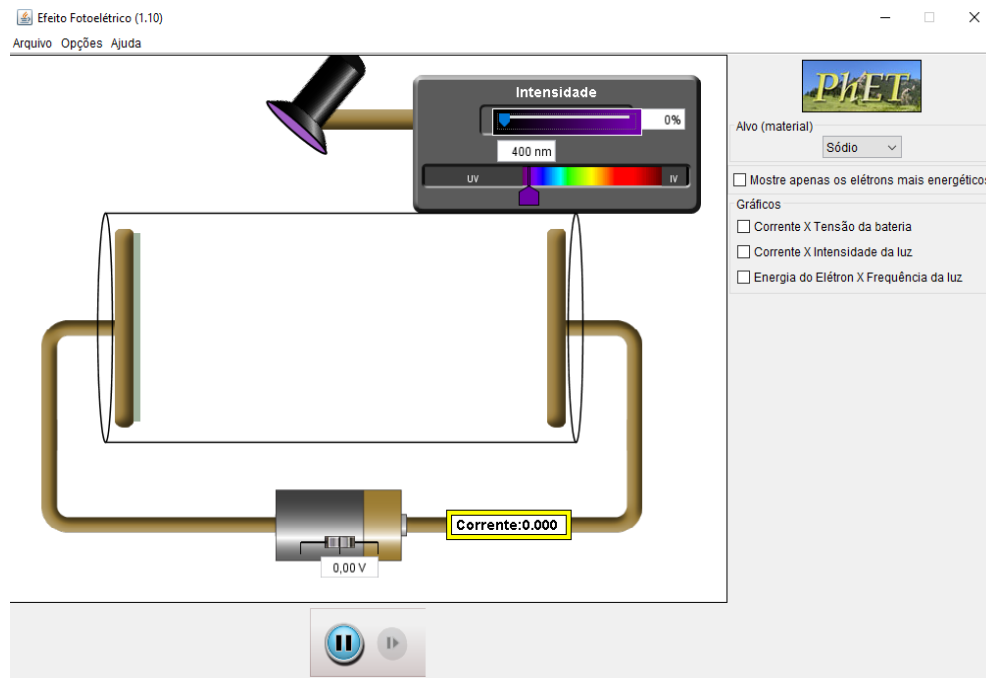 Efeito Fotoelétrico (1.10)
Arquivo Opções Ajuda
Intensidade
0%
400 nm
UV
IV
PhET
Alvo (material)
Sódio
Mostre apenas os elétrons mais energéticos
Gráficos
Corrente X Tensão da bateria
Corrente X Intensidade da luz
Energia do Elétron X Frequência da luz
Corrente:0.000
0,00 V